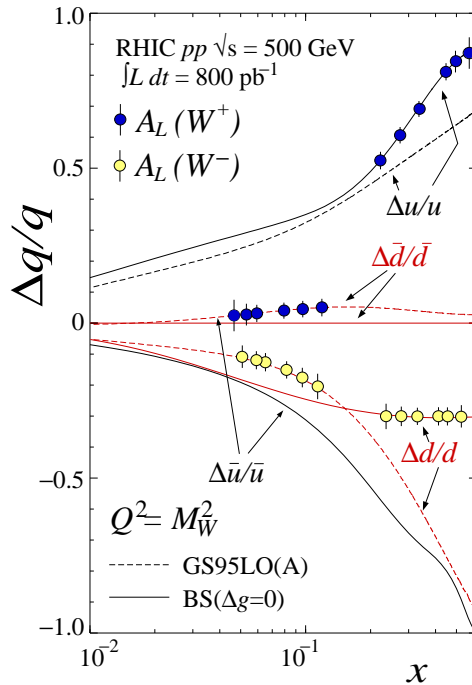 1.0
RHIC pp √s = 500 GeV
∫L dt = 800 pb⁻¹
A_L (W⁺)
A_L (W⁻)
0.5
Δu/u
Δq/q
Δd̄/d̄
0
Δū/ū
Δd/d
−0.5
Q² = M_W²
GS95LO(A)
BS(Δg=0)
−1.0
10⁻²
10⁻¹
x